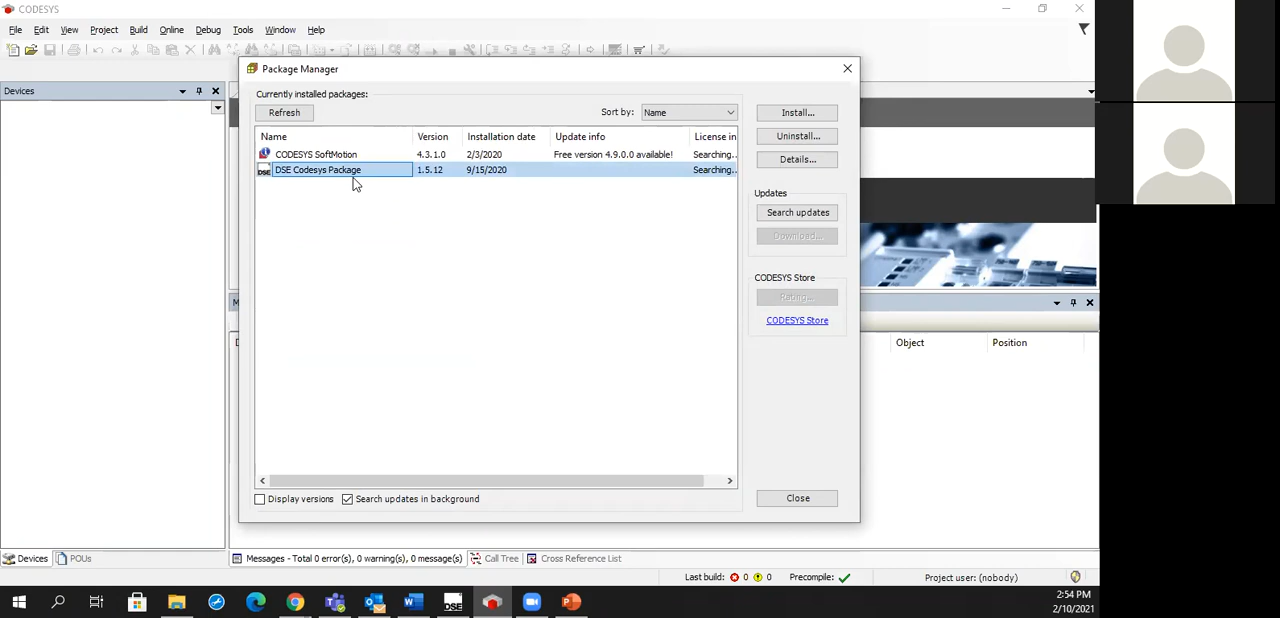 CODESYS
File Edit View Project Build Online Debug Tools Window Help
Devices
Package Manager
Currently installed packages:
Refresh
Sort by: Name
Name Version Installation date Update info License in
CODESYS SoftMotion 4.3.1.0 2/3/2020 Free version 4.9.0.0 available! Searching..
DSE DSE Codesys Package 1.5.12 9/15/2020 Searching..
Install...
Uninstall...
Details...
Updates
Search updates
Download...
CODESYS Store
Rating...
CODESYS Store
Object Position
Display versions Search updates in background
Close
Devices POUs
Messages - Total 0 error(s), 0 warning(s), 0 message(s) Call Tree Cross Reference List
Last build: 0 0 Precompile: Project user: (nobody)
DSE
2:54 PM
2/10/2021